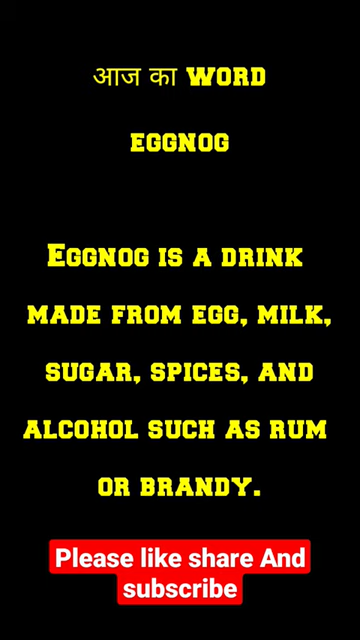 आज का WORD
EGGNOG
EGGNOG IS A DRINK
MADE FROM EGG, MILK,
SUGAR, SPICES, AND
ALCOHOL SUCH AS RUM
OR BRANDY.
Please like share And
subscribe